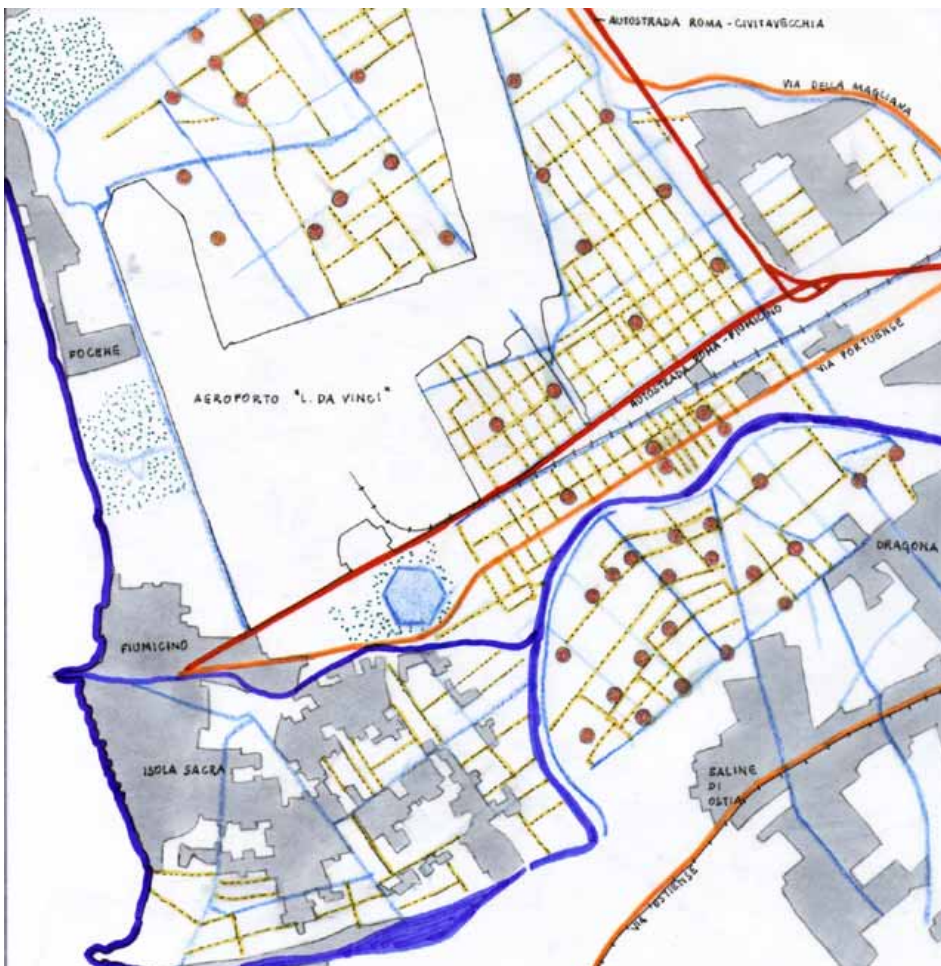 AUTOSTRADA ROMA - CIVITAVECCHIA
VIA DELLA MAGLIANA
AUTOSTRADA ROMA - FIUMICINO
VIA PORTUENSE
FOCENE
AEROPORTO "L. DA VINCI"
DRAGONA
FIUMICINO
ISOLA SACRA
SALINE
DI
OSTIA
VIA OSTIENSE